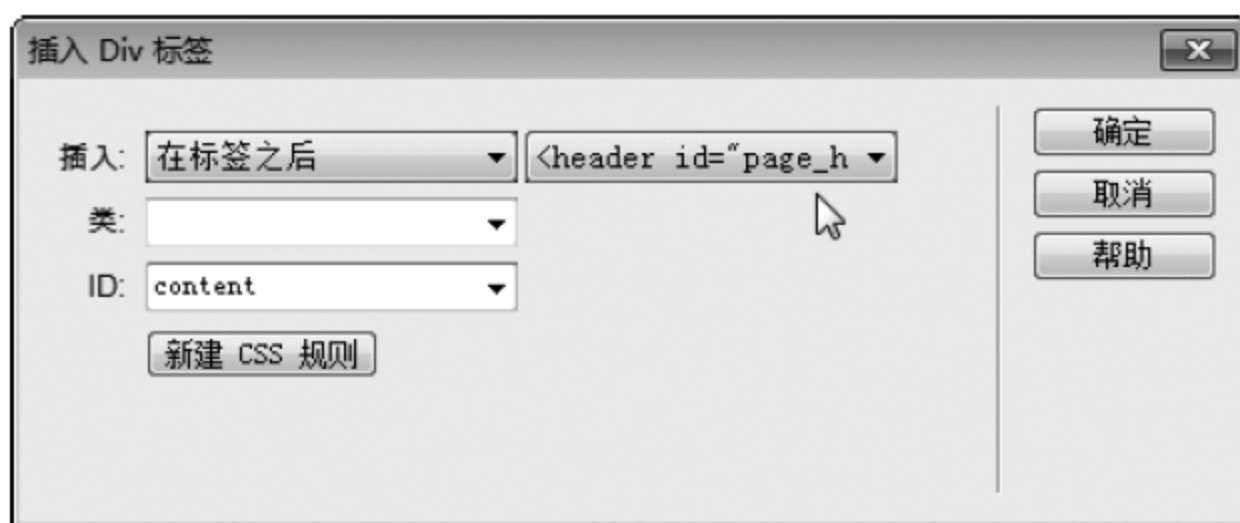 插入 Div 标签
插入: 在标签之后 <header id="page_h
类:
ID: content
新建 CSS 规则
确定
取消
帮助